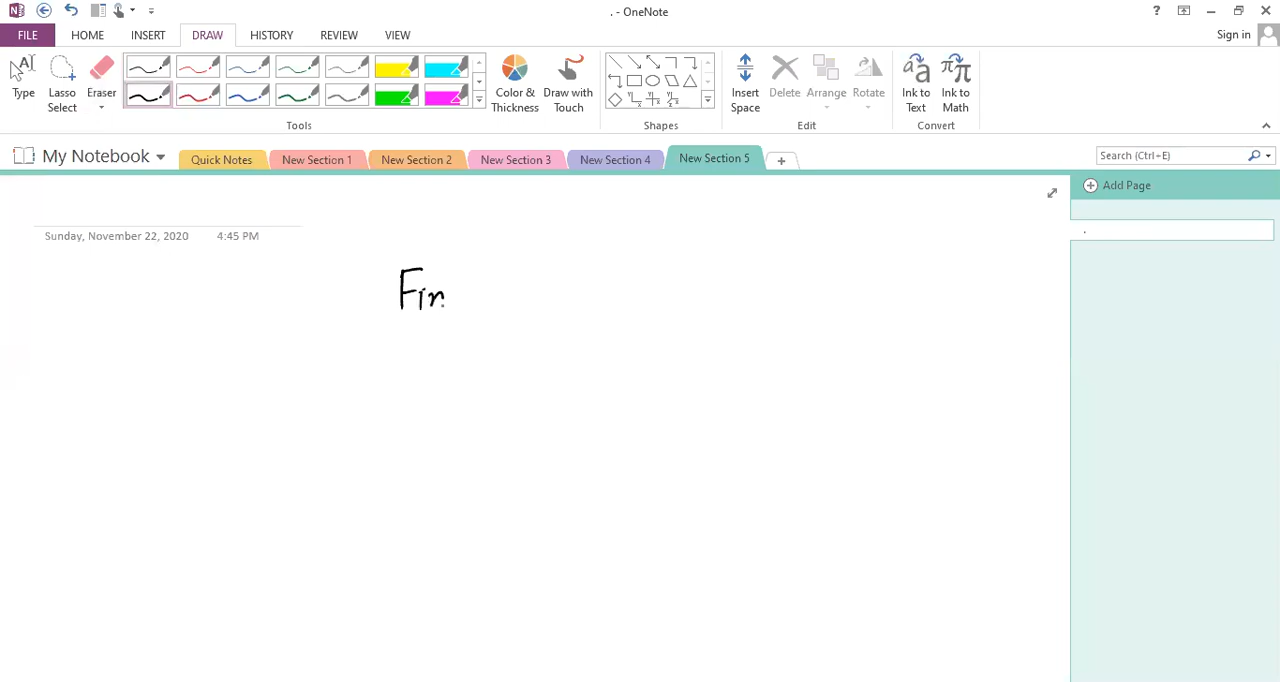 . - OneNote
?
FILE HOME INSERT DRAW HISTORY REVIEW VIEW Sign in
Type Lasso Select Eraser Color & Thickness Draw with Touch Insert Space Delete Arrange Rotate Ink to Text Ink to Math
Tools Shapes Edit Convert
My Notebook Quick Notes New Section 1 New Section 2 New Section 3 New Section 4 New Section 5 Search (Ctrl+E)
Add Page
.
Sunday, November 22, 2020 4:45 PM
Fin